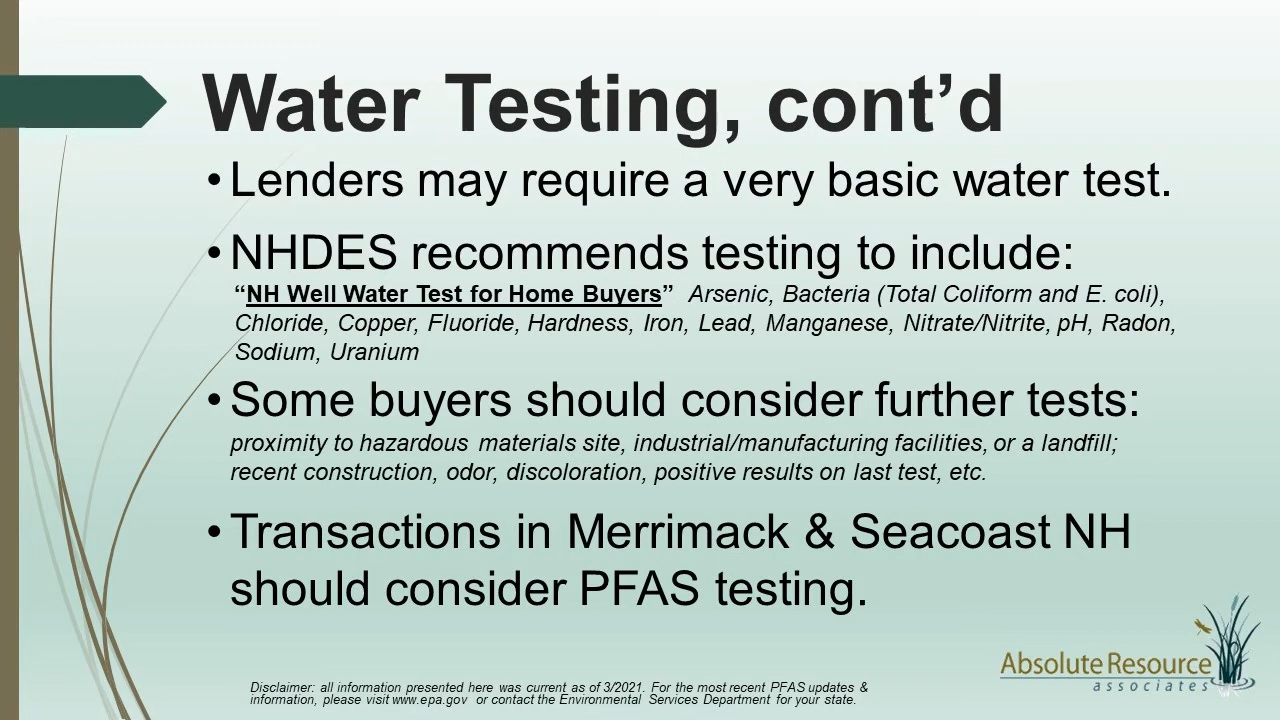 Water Testing, cont’d
•Lenders may require a very basic water test.
•NHDES recommends testing to include:
“NH Well Water Test for Home Buyers” Arsenic, Bacteria (Total Coliform and E. coli),
Chloride, Copper, Fluoride, Hardness, Iron, Lead, Manganese, Nitrate/Nitrite, pH, Radon,
Sodium, Uranium
•Some buyers should consider further tests:
proximity to hazardous materials site, industrial/manufacturing facilities, or a landfill;
recent construction, odor, discoloration, positive results on last test, etc.
•Transactions in Merrimack & Seacoast NH
should consider PFAS testing.
Absolute Resource
associates
Disclaimer: all information presented here was current as of 3/2021. For the most recent PFAS updates &
information, please visit www.epa.gov or contact the Environmental Services Department for your state.